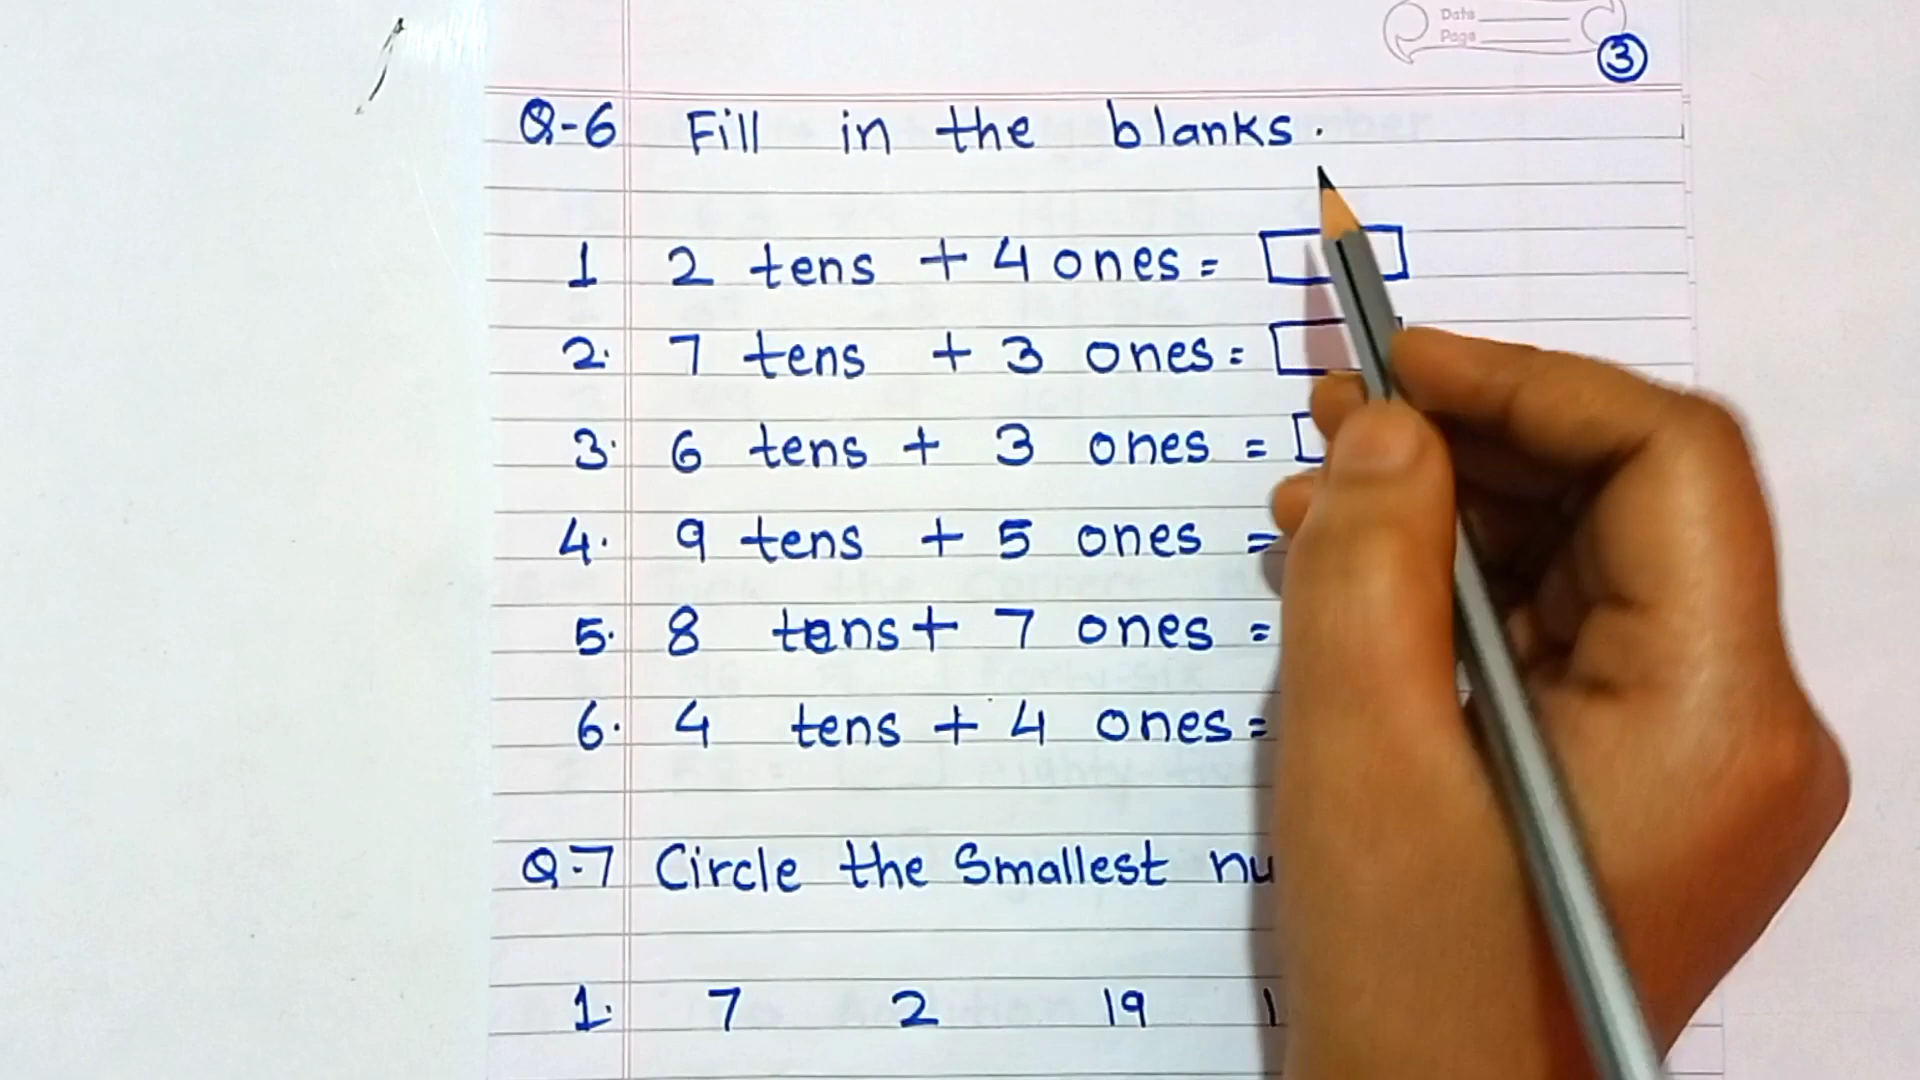 Date
Page
3
Q-6 Fill in the blanks.
1 2 tens + 4 ones =
2. 7 tens + 3 ones =
3. 6 tens + 3 ones =
4. 9 tens + 5 ones =
5. 8 tens + 7 ones =
6. 4 tens + 4 ones =
Q.7 Circle the Smallest nu
1. 7 2 19 1